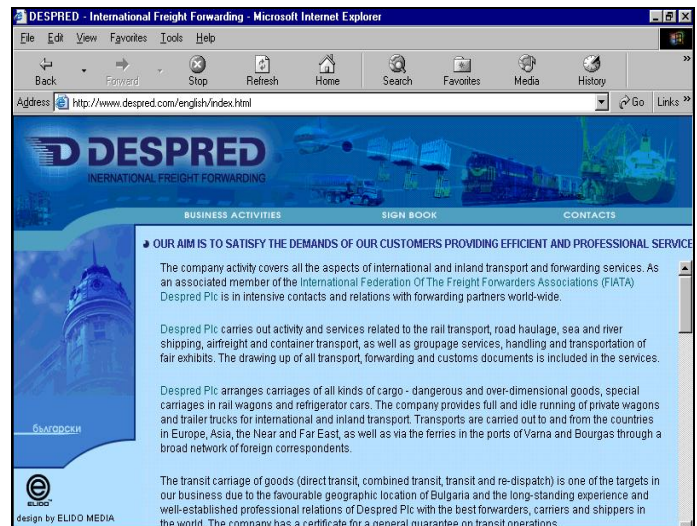 DESPRED - International Freight Forwarding - Microsoft Internet Explorer
File Edit View Favorites Tools Help
Back Forward Stop Refresh Home Search Favorites Media History »
Address http://www.despred.com/english/index.html Go Links »
D DESPRED
INERNATIONAL FREIGHT FORWARDING
BUSINESS ACTIVITIES SIGN BOOK CONTACTS
OUR AIM IS TO SATISFY THE DEMANDS OF OUR CUSTOMERS PROVIDING EFFICIENT AND PROFESSIONAL SERVICE
The company activity covers all the aspects of international and inland transport and forwarding services. As
an associated member of the International Federation Of The Freight Forwarders Associations (FIATA)
Despred Plc is in intensive contacts and relations with forwarding partners world-wide.
Despred Plc carries out activity and services related to the rail transport, road haulage, sea and river
shipping, airfreight and container transport, as well as groupage services, handling and transportation of
fair exhibits. The drawing up of all transport, forwarding and customs documents is included in the services.
Despred Plc arranges carriages of all kinds of cargo - dangerous and over-dimensional goods, special
carriages in rail wagons and refrigerator cars. The company provides full and idle running of private wagons
and trailer trucks for international and inland transport. Transports are carried out to and from the countries
in Europe, Asia, the Near and Far East, as well as via the ferries in the ports of Varna and Bourgas through a
broad network of foreign correspondents.
The transit carriage of goods (direct transit, combined transit, transit and re-dispatch) is one of the targets in
our business due to the favourable geographic location of Bulgaria and the long-standing experience and
well-established professional relations of Despred Plc with the best forwarders, carriers and shippers in
the world. The company has a certificate for a general guarantee on transit operations.
български
ELIDO
design by ELIDO MEDIA